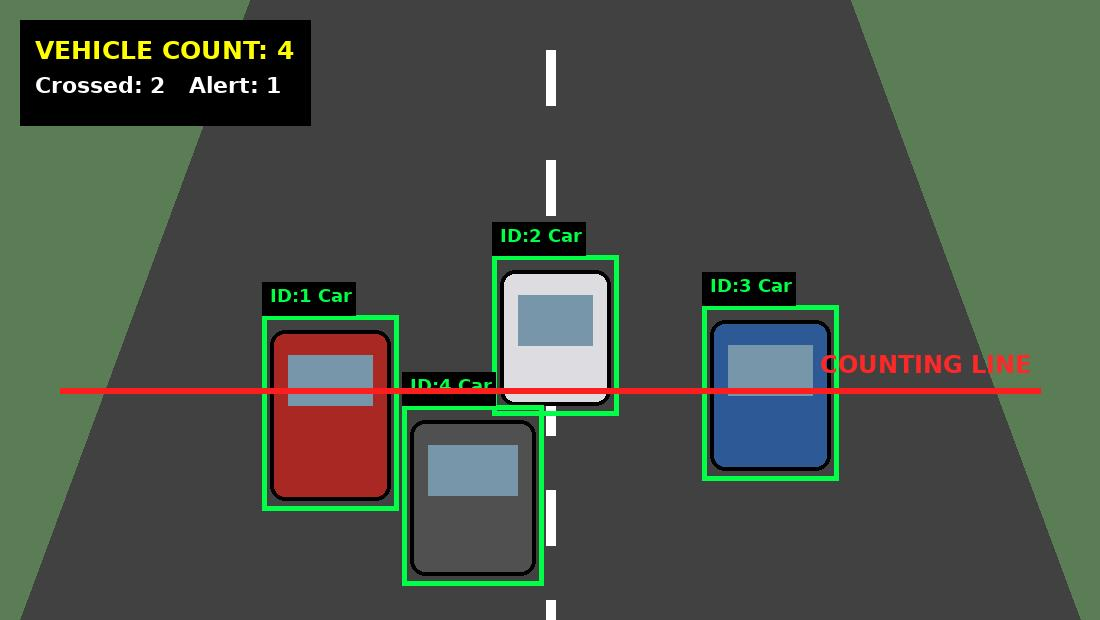 VEHICLE COUNT: 4
Crossed: 2   Alert: 1
ID:2 Car
ID:3 Car
ID:1 Car
COUNTING LINE
ID:4 Car